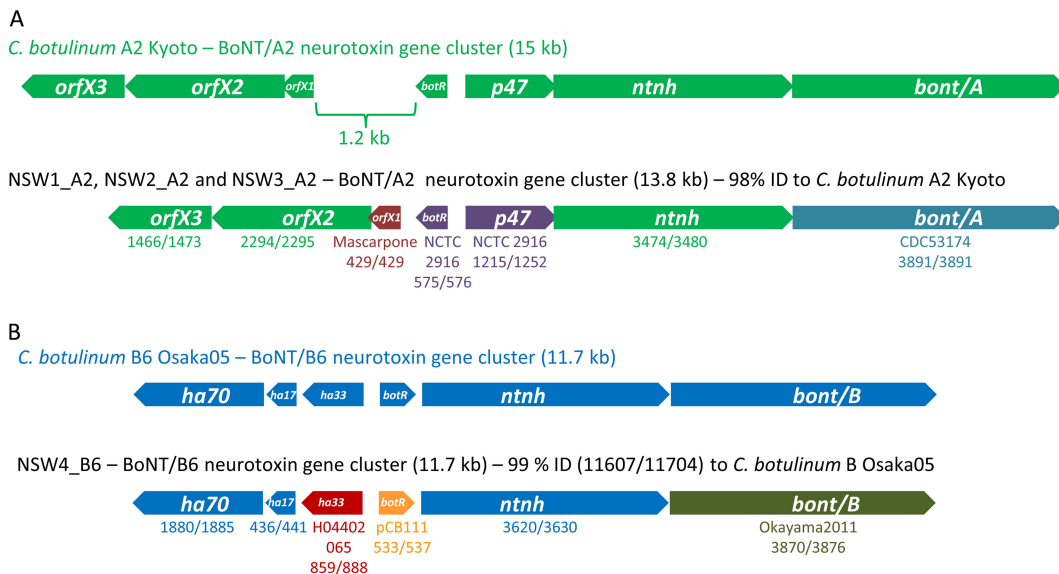 A
C. botulinum A2 Kyoto – BoNT/A2 neurotoxin gene cluster (15 kb)
orfX3 orfX2 orfX1 botR p47 ntnh bont/A
1.2 kb
NSW1_A2, NSW2_A2 and NSW3_A2 – BoNT/A2 neurotoxin gene cluster (13.8 kb) – 98% ID to C. botulinum A2 Kyoto
orfX3 orfX2 orfX1 botR p47 ntnh bont/A
1466/1473 2294/2295 Mascarpone NCTC NCTC 2916 3474/3480 CDC53174
429/429 2916 1215/1252 3891/3891
575/576
B
C. botulinum B6 Osaka05 – BoNT/B6 neurotoxin gene cluster (11.7 kb)
ha70 ha17 ha33 botR ntnh bont/B
NSW4_B6 – BoNT/B6 neurotoxin gene cluster (11.7 kb) – 99 % ID (11607/11704) to C. botulinum B Osaka05
ha70 ha17 ha33 botR ntnh bont/B
1880/1885 436/441 H04402 pCB111 3620/3630 Okayama2011
065 533/537 3870/3876
859/888